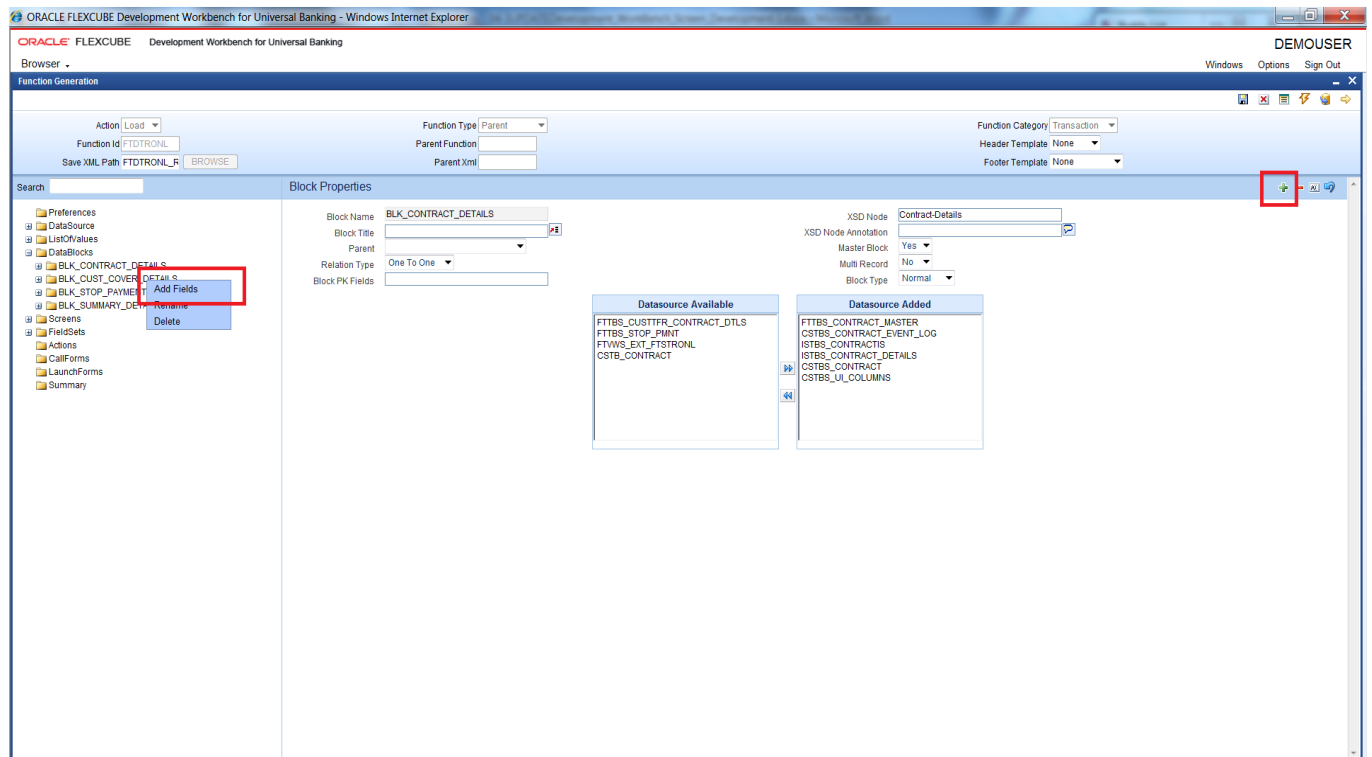 ORACLE FLEXCUBE Development Workbench for Universal Banking - Windows Internet Explorer
ORACLE FLEXCUBE Development Workbench for Universal Banking
DEMOUSER
Browser
Windows Options Sign Out
Function Generation
Action Load Function Type Parent Function Category Transaction
Function Id FTDTRONL Parent Function Header Template None
Save XML Path FTDTRONL_R BROWSE Parent Xml Footer Template None
Search
Block Properties
Preferences
DataSource
ListOfValues
DataBlocks
BLK_CONTRACT_DETAILS
BLK_CUST_COVER_DETAILS
BLK_STOP_PAYMENT
BLK_SUMMARY_DETA
Screens
FieldSets
Actions
CallForms
LaunchForms
Summary
Add Fields
Rename
Delete
Block Name BLK_CONTRACT_DETAILS XSD Node Contract-Details
Block Title XSD Node Annotation
Parent Master Block Yes
Relation Type One To One Multi Record No
Block PK Fields Block Type Normal
Datasource Available
FTTBS_CUSTTFR_CONTRACT_DTLS
FTTBS_STOP_PMNT
FTVWS_EXT_FTSTRONL
CSTB_CONTRACT
Datasource Added
FTTBS_CONTRACT_MASTER
CSTBS_CONTRACT_EVENT_LOG
ISTBS_CONTRACTIS
ISTBS_CONTRACT_DETAILS
CSTBS_CONTRACT
CSTBS_UI_COLUMNS